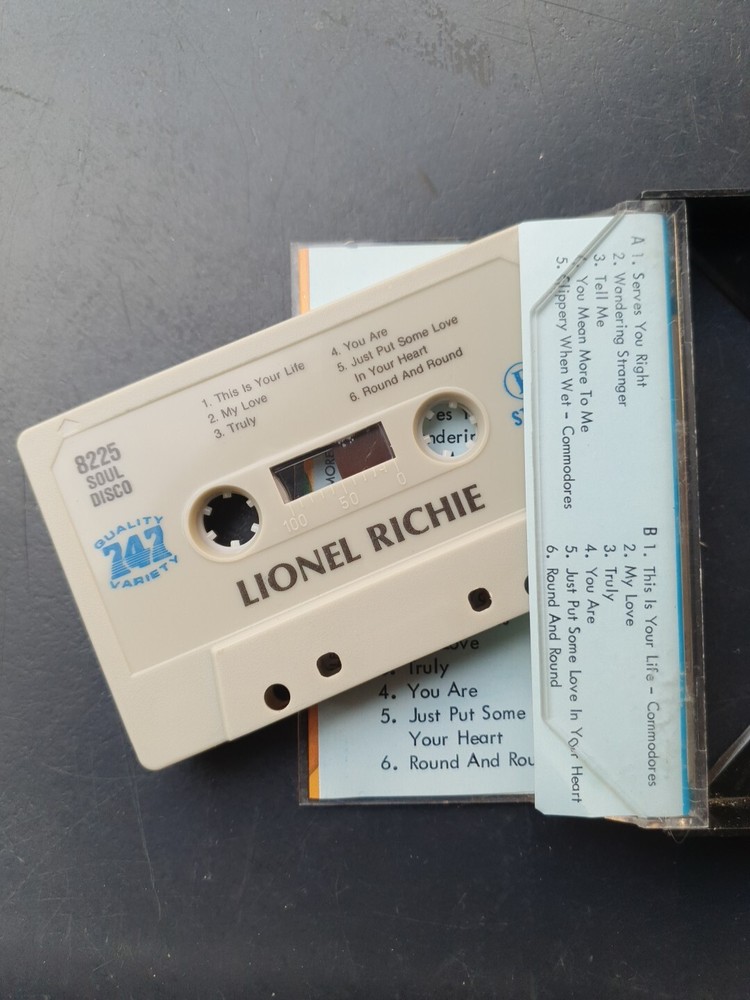 1. This Is Your Life
2. My Love
3. Truly
4. You Are
5. Just Put Some Love
In Your Heart
6. Round And Round
8225
SOUL
DISCO
QUALITY
242
VARIETY
100 50 0
LIONEL RICHIE
A 1. Serves You Right
2. Wandering Stranger
3. Tell Me
4. You Mean More To Me
5. Slippery When Wet - Commodores
B 1. This Is Your Life - Commodores
2. My Love
3. Truly
4. You Are
5. Just Put Some Love In Your Heart
6. Round And Round
Truly
4. You Are
5. Just Put Some
Your Heart
6. Round And Rou